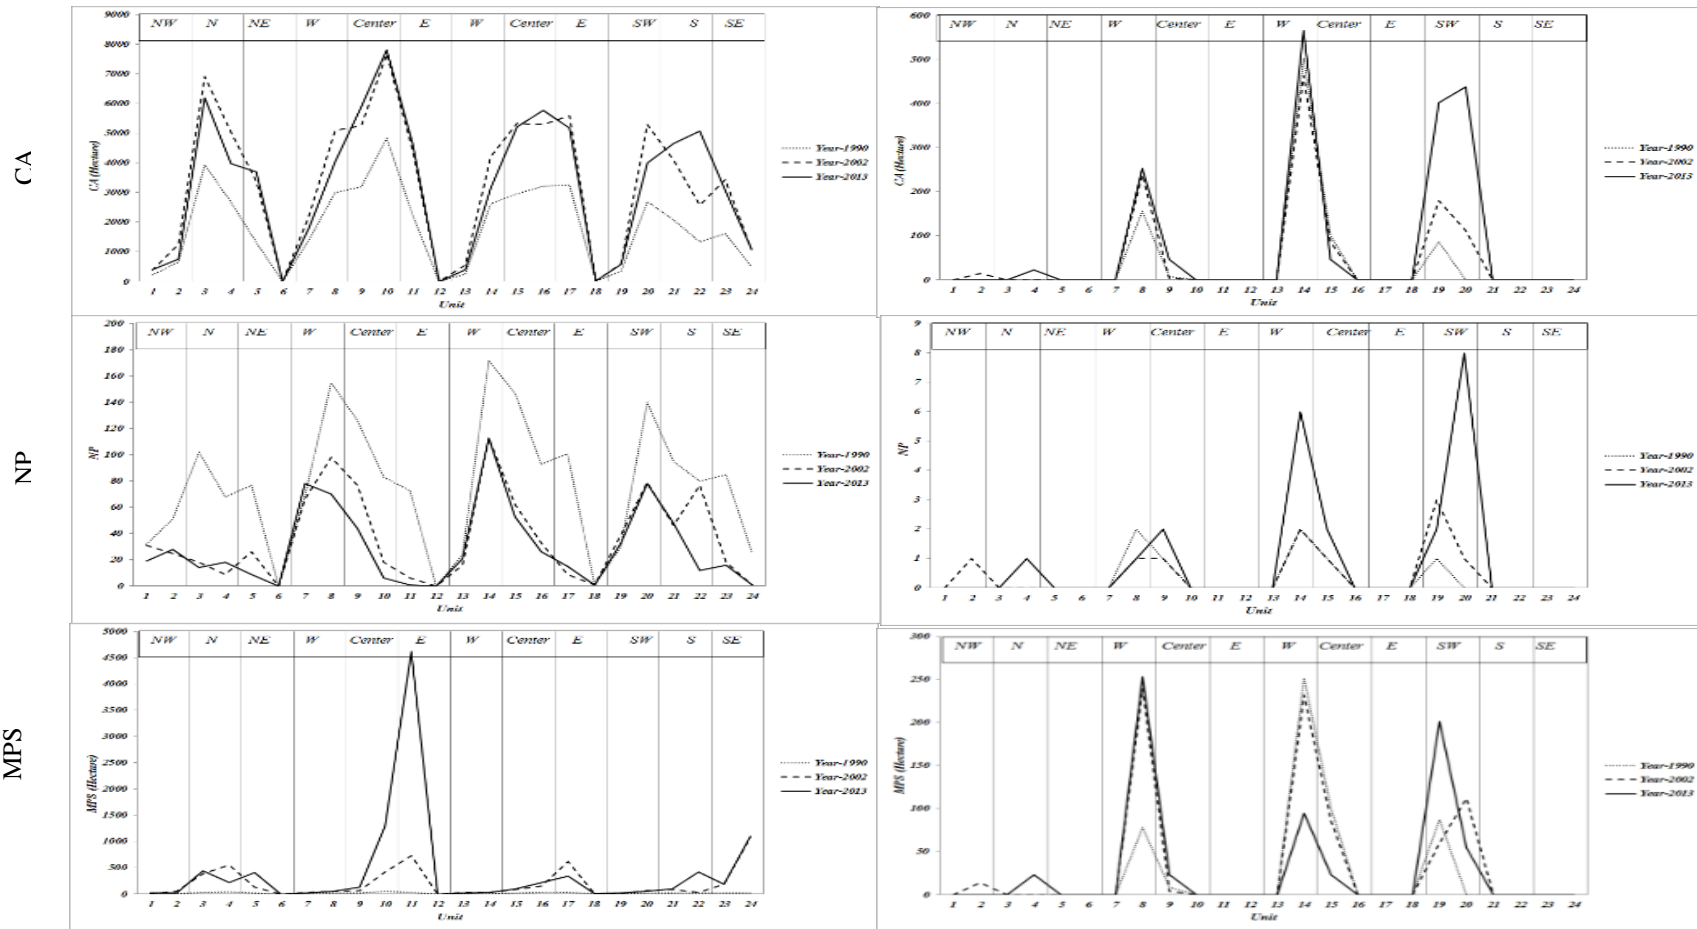 CA
9000
8000
7000
6000
5000
4000
3000
2000
1000
0
CA (Hecture)
NW N NE W Center E W Center E SW S SE
1 2 3 4 5 6 7 8 9 10 11 12 13 14 15 16 17 18 19 20 21 22 23 24
Unit
Year-1990
Year-2002
Year-2013
600
500
400
300
200
100
0
CA (Hecture)
NW N NE W Center E W Center E SW S SE
1 2 3 4 5 6 7 8 9 10 11 12 13 14 15 16 17 18 19 20 21 22 23 24
Unit
Year-1990
Year-2002
Year-2013
NP
200
180
160
140
120
100
80
60
40
20
0
NP
NW N NE W Center E W Center E SW S SE
1 2 3 4 5 6 7 8 9 10 11 12 13 14 15 16 17 18 19 20 21 22 23 24
Unit
Year-1990
Year-2002
Year-2013
9
8
7
6
5
4
3
2
1
0
NP
NW N NE W Center E W Center E SW S SE
1 2 3 4 5 6 7 8 9 10 11 12 13 14 15 16 17 18 19 20 21 22 23 24
Unit
Year-1990
Year-2002
Year-2013
MPS
5000
4500
4000
3500
3000
2500
2000
1500
1000
500
0
MPS (Hecture)
NW N NE W Center E W Center E SW S SE
1 2 3 4 5 6 7 8 9 10 11 12 13 14 15 16 17 18 19 20 21 22 23 24
Unit
Year-1990
Year-2002
Year-2013
300
250
200
150
100
50
0
MPS (Hecture)
NW N NE W Center E W Center E SW S SE
1 2 3 4 5 6 7 8 9 10 11 12 13 14 15 16 17 18 19 20 21 22 23 24
Unit
Year-1990
Year-2002
Year-2013